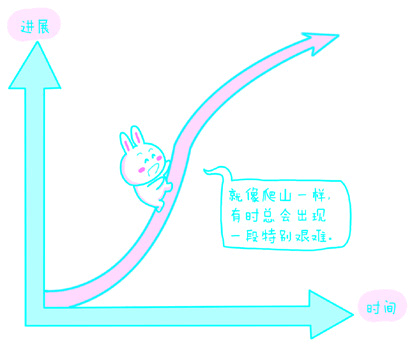 进展
就像爬山一样，
有时总会出现
一段特别艰难。
时间